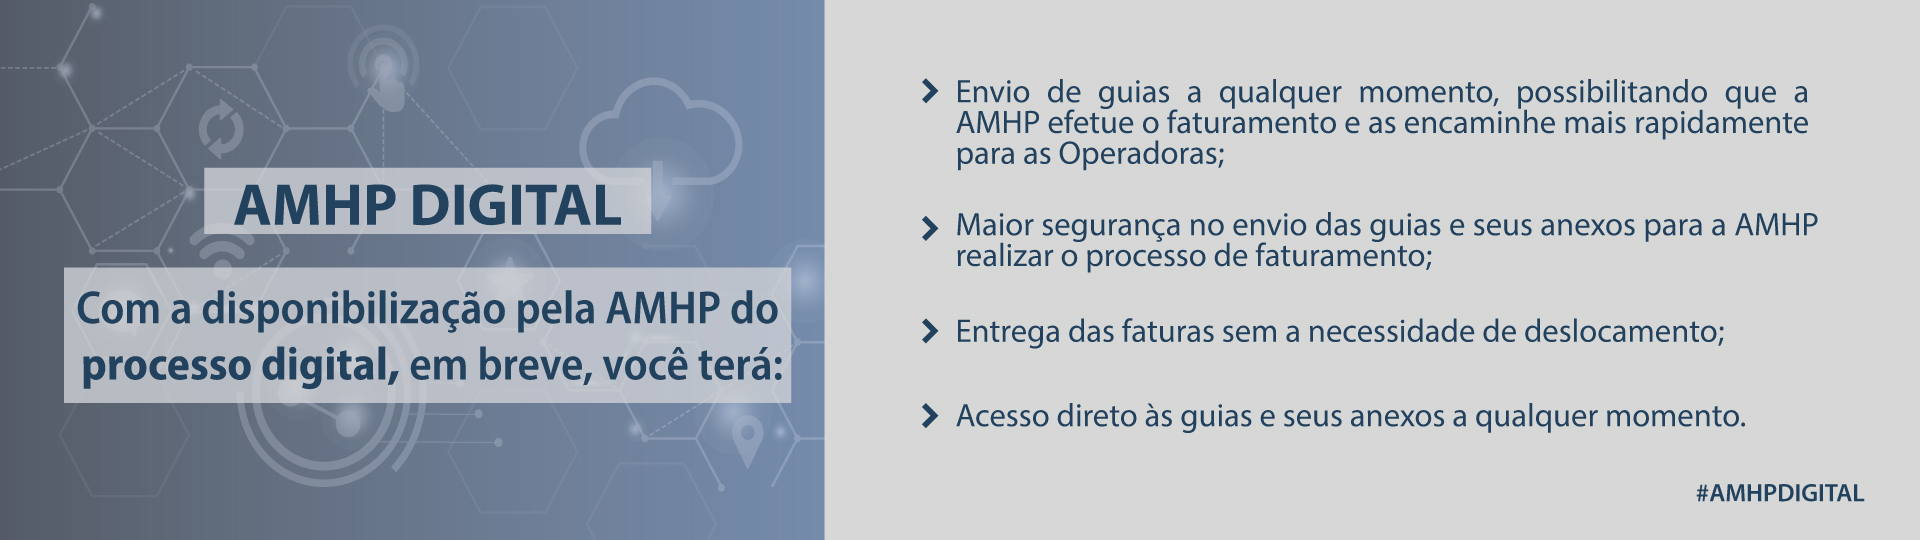 AMHP DIGITAL
Com a disponibilização pela AMHP do
processo digital, em breve, você terá:
Envio de guias a qualquer momento, possibilitando que a
AMHP efetue o faturamento e as encaminhe mais rapidamente
para as Operadoras;
Maior segurança no envio das guias e seus anexos para a AMHP
realizar o processo de faturamento;
Entrega das faturas sem a necessidade de deslocamento;
Acesso direto às guias e seus anexos a qualquer momento.
#AMHPDIGITAL